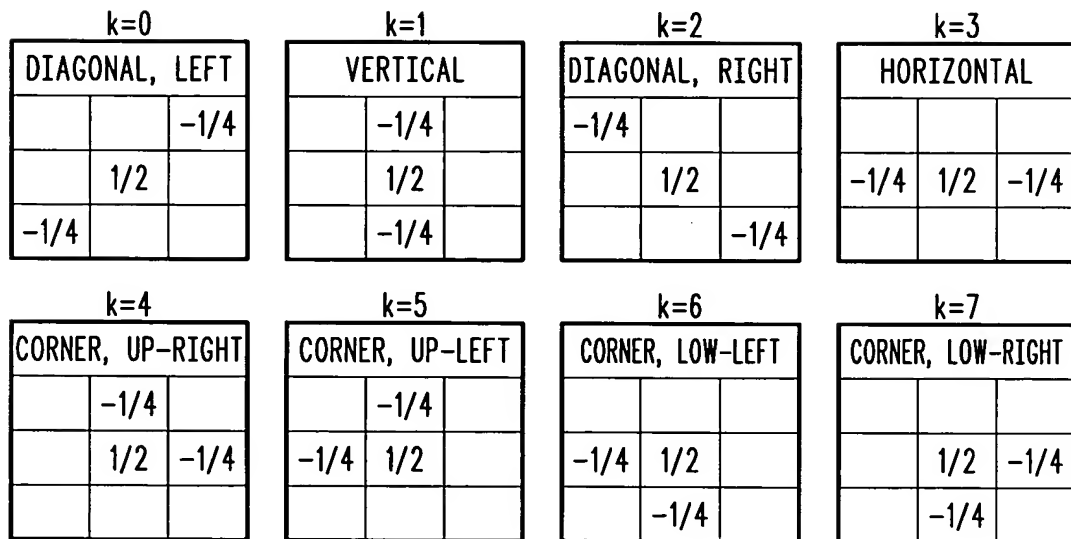 k=0 k=1 k=2 k=3
DIAGONAL, LEFT VERTICAL DIAGONAL, RIGHT HORIZONTAL
-1/4 -1/4 -1/4
1/2 1/2 1/2 -1/4 1/2 -1/4
-1/4 -1/4 -1/4
k=4 k=5 k=6 k=7
CORNER, UP-RIGHT CORNER, UP-LEFT CORNER, LOW-LEFT CORNER, LOW-RIGHT
-1/4 -1/4
1/2 -1/4 -1/4 1/2 -1/4 1/2 1/2 -1/4
-1/4 -1/4